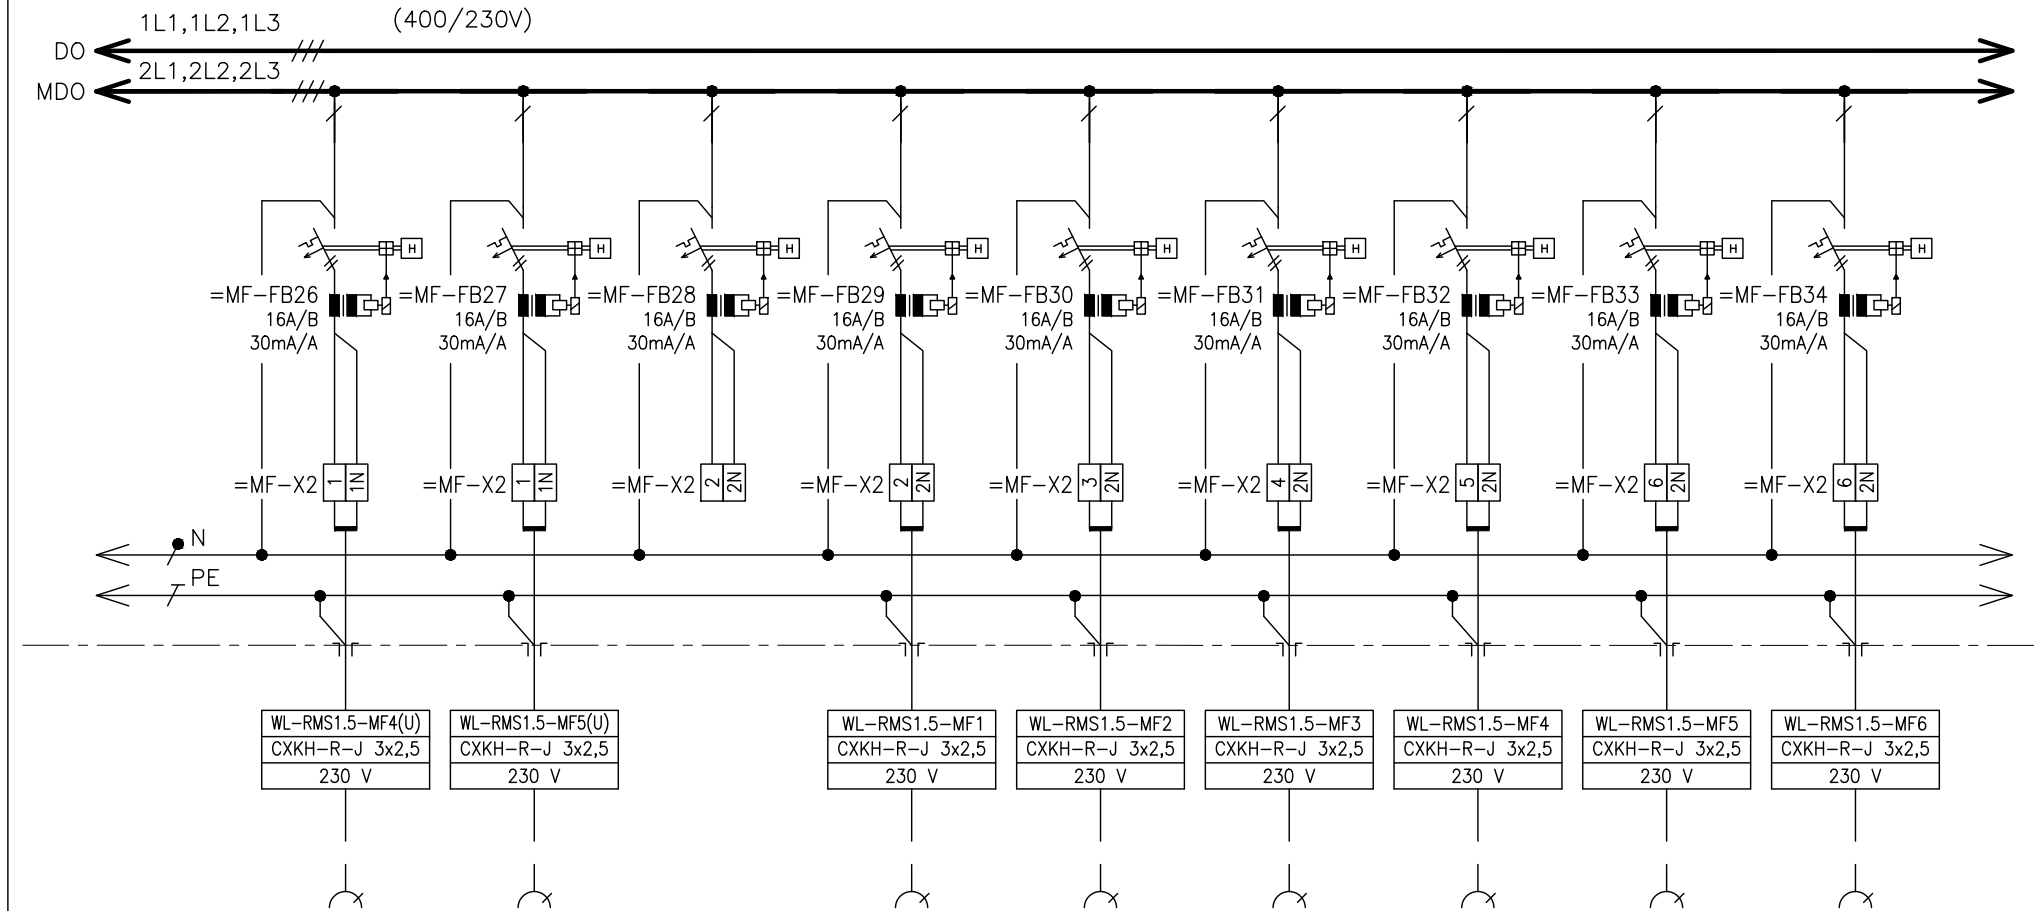 1L1,1L2,1L3 (400/230V)
DO
2L1,2L2,2L3
MDO
H H H H H H H H H
=MF-FB26 =MF-FB27 =MF-FB28 =MF-FB29 =MF-FB30 =MF-FB31 =MF-FB32 =MF-FB33 =MF-FB34
16A/B 16A/B 16A/B 16A/B 16A/B 16A/B 16A/B 16A/B 16A/B
30mA/A 30mA/A 30mA/A 30mA/A 30mA/A 30mA/A 30mA/A 30mA/A 30mA/A
=MF-X2 1 1N =MF-X2 1 1N =MF-X2 2 2N =MF-X2 2 2N =MF-X2 3 2N =MF-X2 4 2N =MF-X2 5 2N =MF-X2 6 2N =MF-X2 6 2N
N
PE
WL-RMS1.5-MF4(U) WL-RMS1.5-MF5(U) WL-RMS1.5-MF1 WL-RMS1.5-MF2 WL-RMS1.5-MF3 WL-RMS1.5-MF4 WL-RMS1.5-MF5 WL-RMS1.5-MF6
CXKH-R-J 3x2,5 CXKH-R-J 3x2,5 CXKH-R-J 3x2,5 CXKH-R-J 3x2,5 CXKH-R-J 3x2,5 CXKH-R-J 3x2,5 CXKH-R-J 3x2,5 CXKH-R-J 3x2,5
230 V 230 V 230 V 230 V 230 V 230 V 230 V 230 V